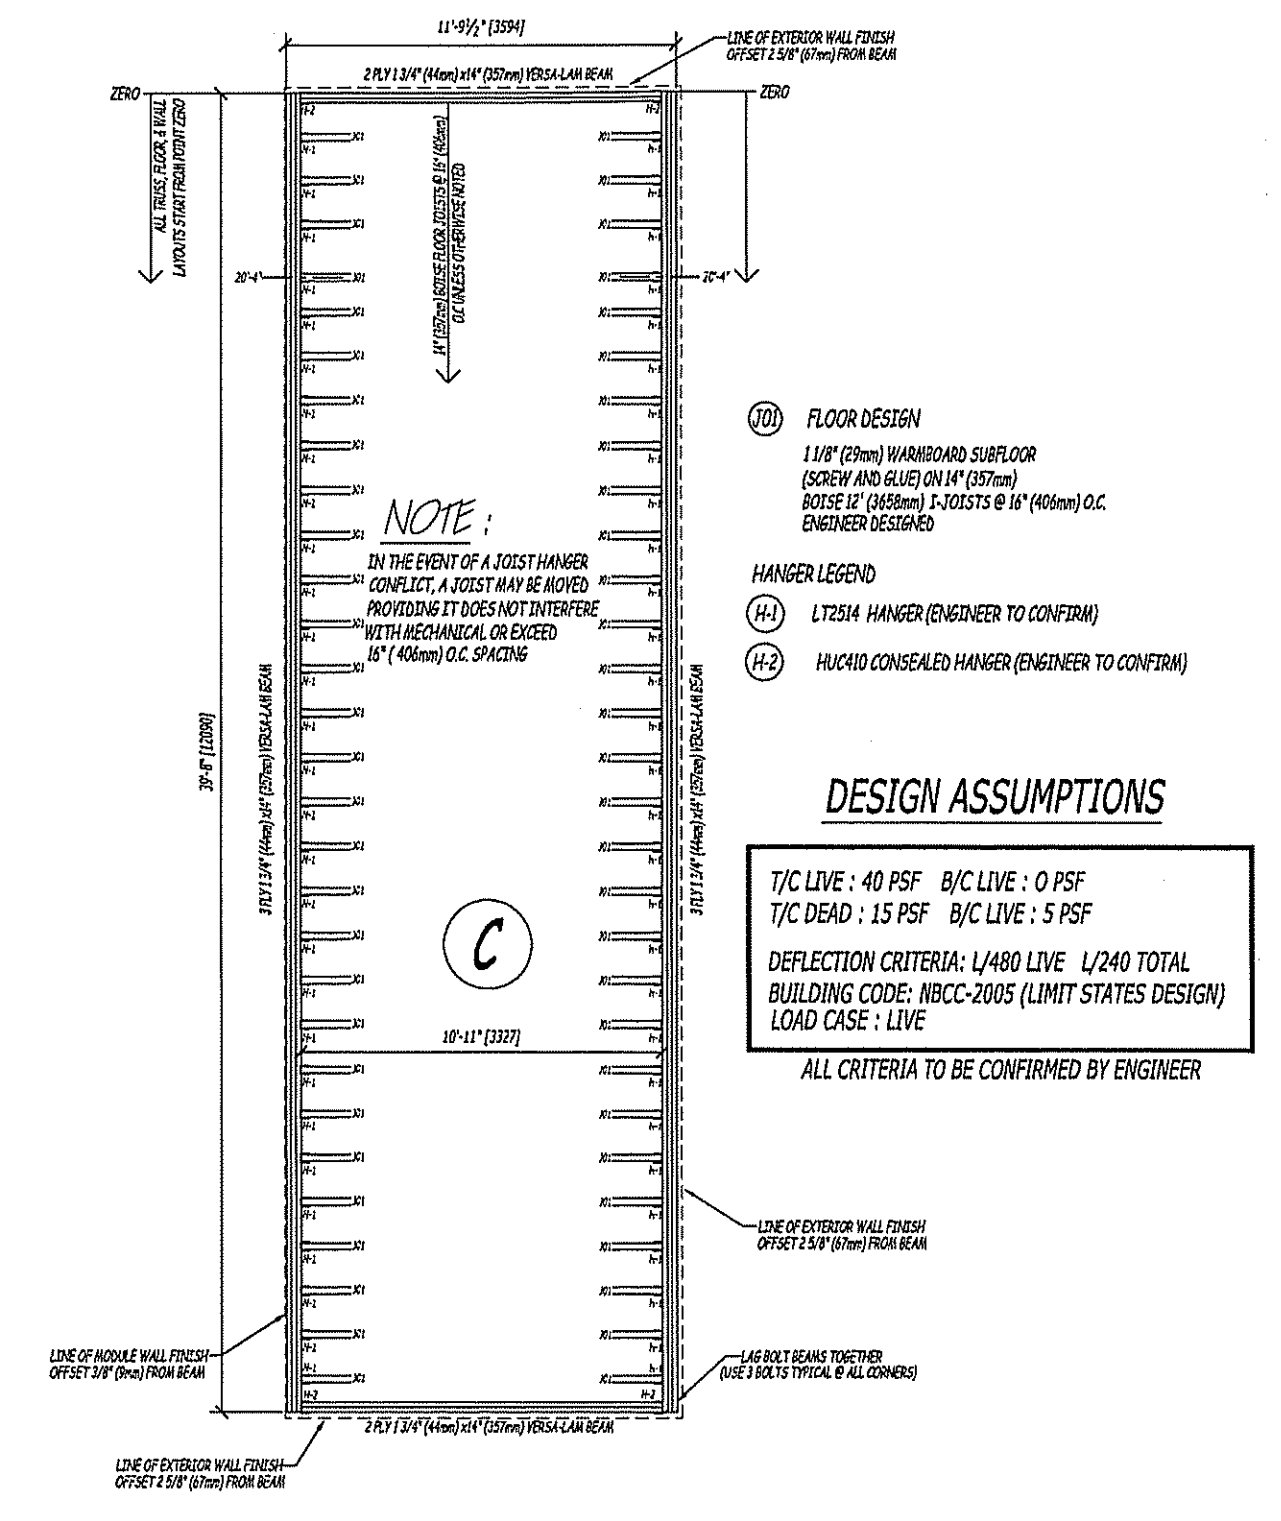 11'-9½" [3594]
LINE OF EXTERIOR WALL FINISH
OFFSET 2 5/8" (67mm) FROM BEAM
2 PLY 1 3/4" (44mm) x14" (357mm) VERSA-LAM BEAM
ZERO
ZERO
ALL TRUSS, FLOOR, & WALL
LAYOUTS START FROM POINT ZERO
14" (357mm) BOISE FLOOR JOISTS @ 16" (406mm)
O.C UNLESS OTHERWISE NOTED
H-2
H-2
J01
J01
H-1
h-1
20'-4"
20'-4"
J01 FLOOR DESIGN
1 1/8" (29mm) WARMBOARD SUBFLOOR
(SCREW AND GLUE) ON 14" (357mm)
BOISE 12' (3658mm) I-JOISTS @ 16" (406mm) O.C.
ENGINEER DESIGNED
NOTE :
IN THE EVENT OF A JOIST HANGER
CONFLICT, A JOIST MAY BE MOVED
PROVIDING IT DOES NOT INTERFERE
WITH MECHANICAL OR EXCEED
16" ( 406mm) O.C. SPACING
HANGER LEGEND
H-1 LT2514 HANGER (ENGINEER TO CONFIRM)
H-2 HUC410 CONSEALED HANGER (ENGINEER TO CONFIRM)
39'-8" [12090]
3 PLY 1 3/4" (44mm) x14" (357mm) VERSA-LAM BEAM
3 PLY 1 3/4" (44mm) x14" (357mm) VERSA-LAM BEAM
DESIGN ASSUMPTIONS
T/C LIVE : 40 PSF B/C LIVE : 0 PSF
T/C DEAD : 15 PSF B/C LIVE : 5 PSF
DEFLECTION CRITERIA: L/480 LIVE L/240 TOTAL
BUILDING CODE: NBCC-2005 (LIMIT STATES DESIGN)
LOAD CASE : LIVE
ALL CRITERIA TO BE CONFIRMED BY ENGINEER
C
10'-11" [3327]
LINE OF EXTERIOR WALL FINISH
OFFSET 2 5/8" (67mm) FROM BEAM
LINE OF MODULE WALL FINISH
OFFSET 3/8" (9mm) FROM BEAM
LAG BOLT BEAMS TOGETHER
(USE 3 BOLTS TYPICAL @ ALL CORNERS)
H-2
H-2
2 PLY 1 3/4" (44mm) x14" (357mm) VERSA-LAM BEAM
LINE OF EXTERIOR WALL FINISH
OFFSET 2 5/8" (67mm) FROM BEAM